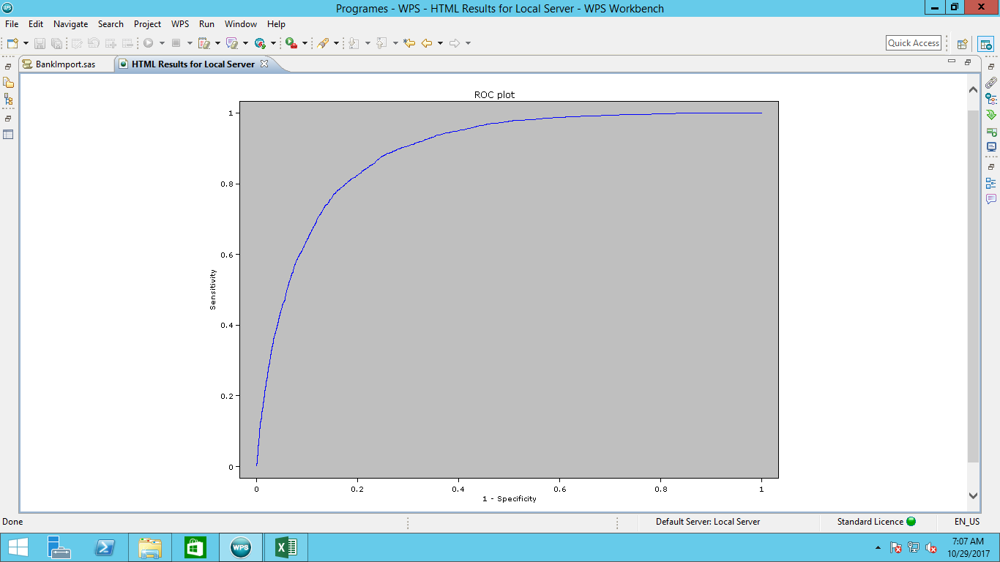 Programes - WPS - HTML Results for Local Server - WPS Workbench
File Edit Navigate Search Project WPS Run Window Help
Quick Access
BankImport.sas HTML Results for Local Server
ROC plot
1
0.8
0.6
0.4
0.2
0
Sensitivity
0 0.2 0.4 0.6 0.8 1
1 - Specificity
Done Default Server: Local Server Standard Licence EN_US
WPS
7:07 AM
10/29/2017